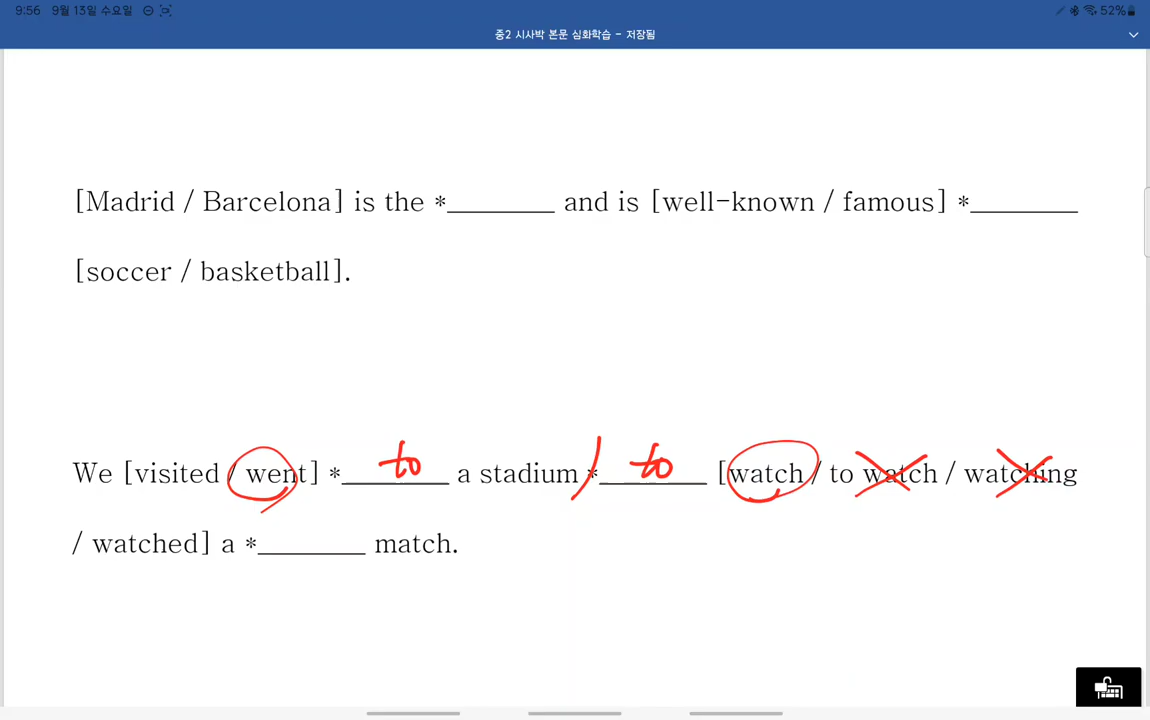 9:56 9월 13일 수요일 52%
중2 시사박 본문 심화학습 - 저장됨
[Madrid / Barcelona] is the *________ and is [well-known / famous] *________
[soccer / basketball].
We [visited / went] * to a stadium * to [watch / to watch / watching
/ watched] a *________ match.